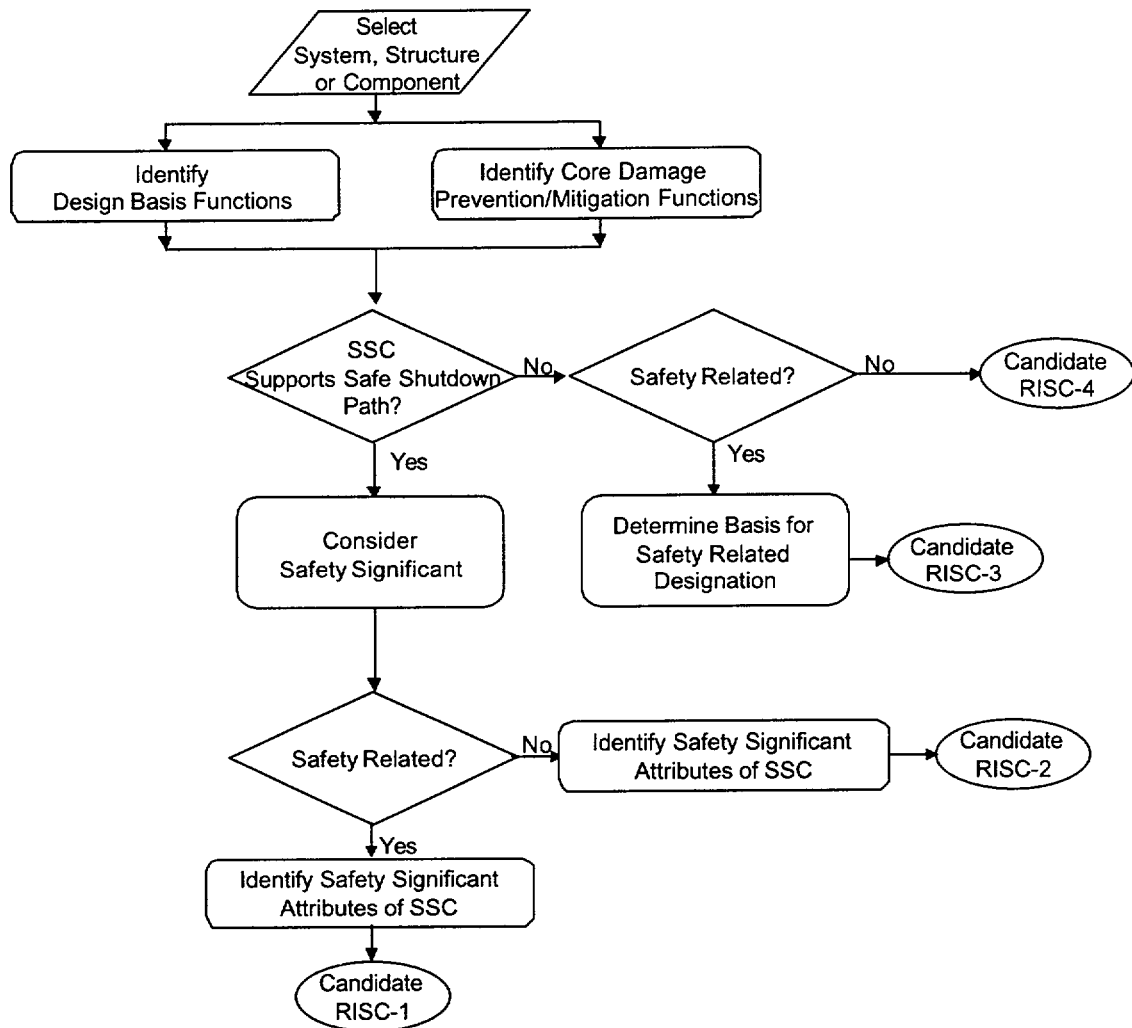 Select
System, Structure
or Component
Identify
Design Basis Functions
Identify Core Damage
Prevention/Mitigation Functions
SSC
Supports Safe Shutdown
Path?
No
Safety Related?
No
Candidate
RISC-4
Yes
Yes
Consider
Safety Significant
Determine Basis for
Safety Related
Designation
Candidate
RISC-3
Safety Related?
No
Identify Safety Significant
Attributes of SSC
Candidate
RISC-2
Yes
Identify Safety Significant
Attributes of SSC
Candidate
RISC-1